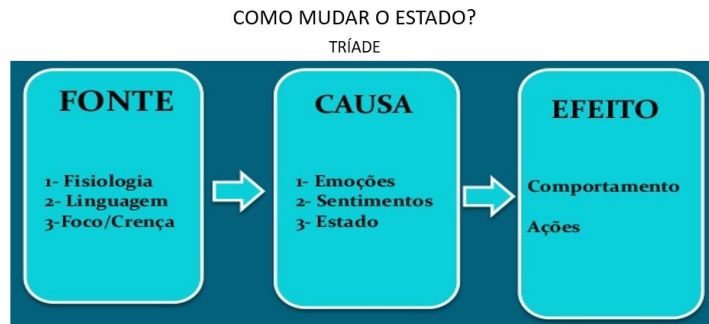 COMO MUDAR O ESTADO?
TRÍADE
FONTE
1- Fisiologia
2- Linguagem
3-Foco/Crença
CAUSA
1- Emoções
2- Sentimentos
3- Estado
EFEITO
Comportamento
Ações